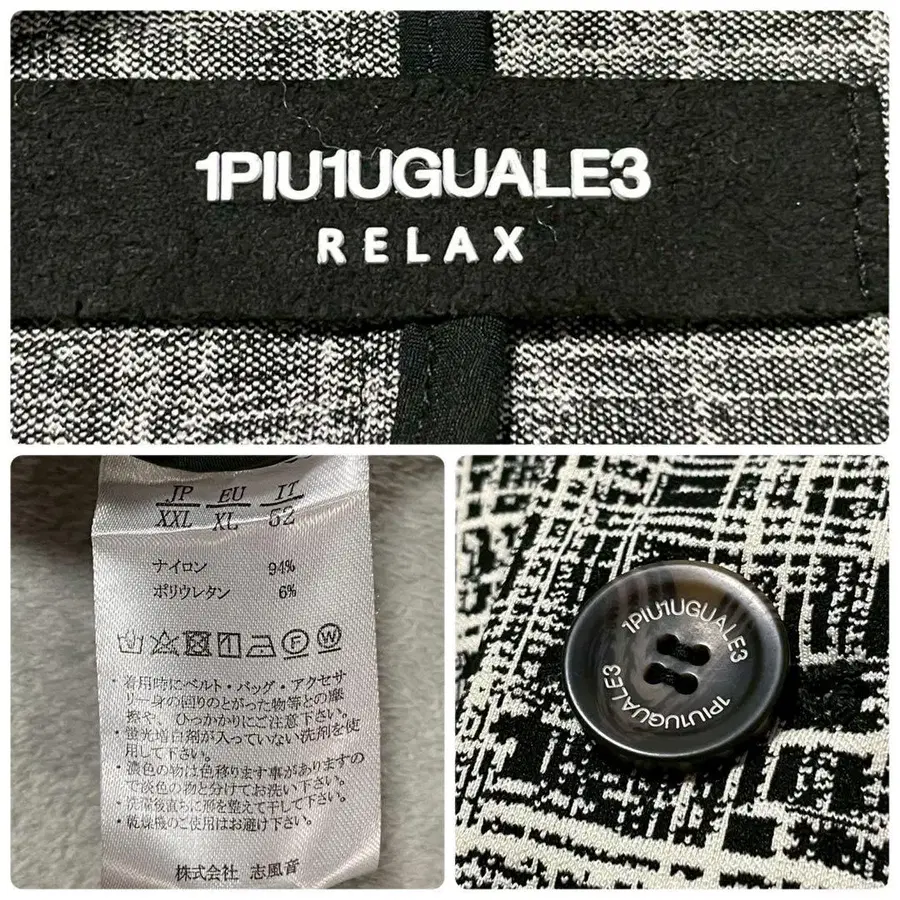 1PIU1UGUALE3
RELAX
JP EU IT
XXL XL 52
ナイロン 94%
ポリウレタン 6%
F W
・着用時にベルト・バッグ・アクセサ
リー身の回りのとがった物等との摩
擦や、ひっかかりにご注意下さい。
・蛍光増白剤が入っていない洗剤を使
用して下さい。
・濃色の物は色移ります事がありますの
で淡色の物と分けてお洗い下さい。
・洗濯後直ちに形を整えて干して下さい。
・乾燥機のご使用はお避け下さい。
株式会社 志風音
1PIU1UGUALE3
1PIU1UGUALE3